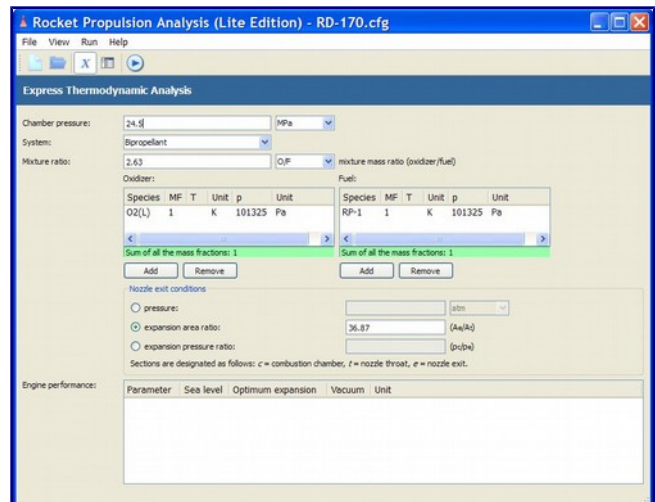 Rocket Propulsion Analysis (Lite Edition) - RD-170.cfg
File View Run Help
X
Express Thermodynamic Analysis
Chamber pressure: 24.5 MPa
System: Bipropellant
Mixture ratio: 2.63 O/F mixture mass ratio (oxidizer/fuel)
Oxidizer: Fuel:
Species MF T Unit p Unit Species MF T Unit p Unit
O2(L) 1 K 101325 Pa RP-1 1 K 101325 Pa
Sum of all the mass fractions: 1 Sum of all the mass fractions: 1
Add Remove Add Remove
Nozzle exit conditions
pressure: atm
expansion area ratio: 36.87 (Ae/At)
expansion pressure ratio: (pc/pe)
Sections are designated as follows: c = combustion chamber, t = nozzle throat, e = nozzle exit.
Engine performance: Parameter Sea level Optimum expansion Vacuum Unit